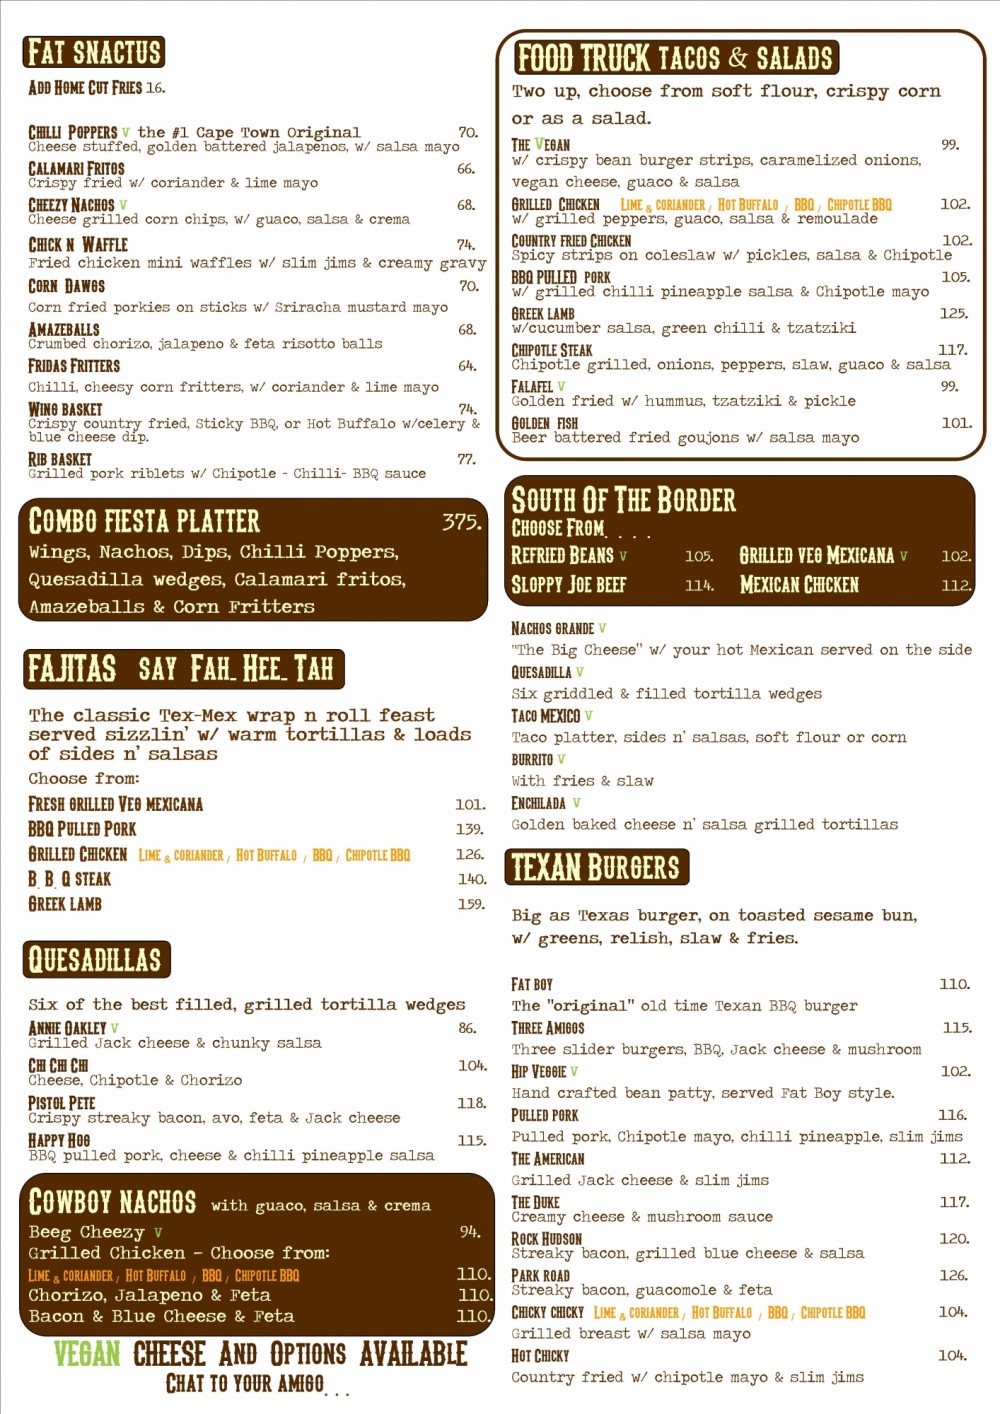 FAT SNACTUS
ADD HOME CUT FRIES 16.
CHILLI POPPERS V the #1 Cape Town Original 70.
Cheese stuffed, golden battered jalapenos, w/ salsa mayo
CALAMARI FRITOS 66.
Crispy fried w/ coriander & lime mayo
CHEEZY NACHOS V 68.
Cheese grilled corn chips, w/ guaco, salsa & crema
CHICK N WAFFLE 74.
Fried chicken mini waffles w/ slim jims & creamy gravy
CORN DAWGS 70.
Corn fried porkies on sticks w/ Sriracha mustard mayo
AMAZEBALLS 68.
Crumbed chorizo, jalapeno & feta risotto balls
FRIDAS FRITTERS 64.
Chilli, cheesy corn fritters, w/ coriander & lime mayo
WING BASKET 74.
Crispy country fried, Sticky BBQ, or Hot Buffalo w/celery &
blue cheese dip.
RIB BASKET 77.
Grilled pork riblets w/ Chipotle - Chilli- BBQ sauce
COMBO FIESTA PLATTER 375.
Wings, Nachos, Dips, Chilli Poppers,
Quesadilla wedges, Calamari fritos,
Amazeballs & Corn Fritters
FAJITAS SAY FAH_ HEE_ TAH
The classic Tex-Mex wrap n roll feast
served sizzlin' w/ warm tortillas & loads
of sides n' salsas
Choose from:
FRESH GRILLED VEG MEXICANA 101.
BBQ PULLED PORK 139.
GRILLED CHICKEN LIME & CORIANDER / HOT BUFFALO / BBQ / CHIPOTLE BBQ 126.
B.B.Q STEAK 140.
GREEK LAMB 159.
QUESADILLAS
Six of the best filled, grilled tortilla wedges
ANNIE OAKLEY V 86.
Grilled Jack cheese & chunky salsa
CHI CHI CHI 104.
Cheese, Chipotle & Chorizo
PISTOL PETE 118.
Crispy streaky bacon, avo, feta & Jack cheese
HAPPY HOG 115.
BBQ pulled pork, cheese & chilli pineapple salsa
COWBOY NACHOS with guaco, salsa & crema
Beeg Cheezy V 94.
Grilled Chicken - Choose from:
LIME & CORIANDER / HOT BUFFALO / BBQ / CHIPOTLE BBQ 110.
Chorizo, Jalapeno & Feta 110.
Bacon & Blue Cheese & Feta 110.
VEGAN CHEESE AND OPTIONS AVAILABLE
CHAT TO YOUR AMIGO...
FOOD TRUCK TACOS & SALADS
Two up, choose from soft flour, crispy corn
or as a salad.
THE VEGAN 99.
w/ crispy bean burger strips, caramelized onions,
vegan cheese, guaco & salsa
GRILLED CHICKEN LIME & CORIANDER / HOT BUFFALO / BBQ / CHIPOTLE BBQ 102.
w/ grilled peppers, guaco, salsa & remoulade
COUNTRY FRIED CHICKEN 102.
Spicy strips on coleslaw w/ pickles, salsa & Chipotle
BBQ PULLED PORK 105.
w/ grilled chilli pineapple salsa & Chipotle mayo
GREEK LAMB 125.
w/cucumber salsa, green chilli & tzatziki
CHIPOTLE STEAK 117.
Chipotle grilled, onions, peppers, slaw, guaco & salsa
FALAFEL V 99.
Golden fried w/ hummus, tzatziki & pickle
GOLDEN FISH 101.
Beer battered fried goujons w/ salsa mayo
SOUTH OF THE BORDER
CHOOSE FROM....
REFRIED BEANS V 105. GRILLED VEG MEXICANA V 102.
SLOPPY JOE BEEF 114. MEXICAN CHICKEN 112.
NACHOS GRANDE V
"The Big Cheese" w/ your hot Mexican served on the side
QUESADILLA V
Six griddled & filled tortilla wedges
TACO MEXICO V
Taco platter, sides n' salsas, soft flour or corn
BURRITO V
With fries & slaw
ENCHILADA V
Golden baked cheese n' salsa grilled tortillas
TEXAN BURGERS
Big as Texas burger, on toasted sesame bun,
w/ greens, relish, slaw & fries.
FAT BOY 110.
The "original" old time Texan BBQ burger
THREE AMIGOS 115.
Three slider burgers, BBQ, Jack cheese & mushroom
HIP VEGGIE V 102.
Hand crafted bean patty, served Fat Boy style.
PULLED PORK 116.
Pulled pork, Chipotle mayo, chilli pineapple, slim jims
THE AMERICAN 112.
Grilled Jack cheese & slim jims
THE DUKE 117.
Creamy cheese & mushroom sauce
ROCK HUDSON 120.
Streaky bacon, grilled blue cheese & salsa
PARK ROAD 126.
Streaky bacon, guacomole & feta
CHICKY CHICKY LIME & CORIANDER / HOT BUFFALO / BBQ / CHIPOTLE BBQ 104.
Grilled breast w/ salsa mayo
HOT CHICKY 104.
Country fried w/ chipotle mayo & slim jims